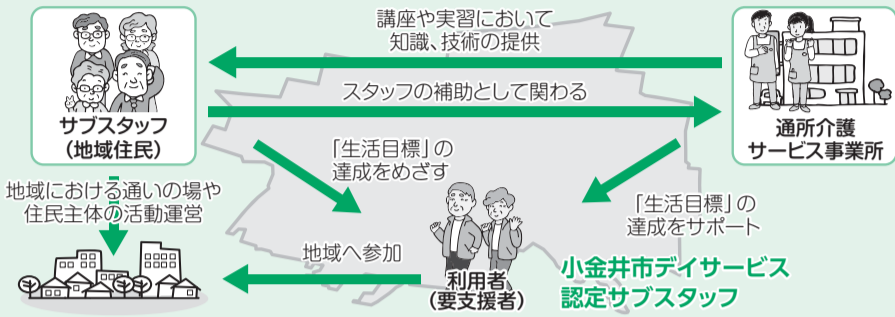 講座や実習において
知識、技術の提供
スタッフの補助として関わる
サブスタッフ
(地域住民)
通所介護
サービス事業所
「生活目標」の
達成をめざす
地域における通いの場や
住民主体の活動運営
「生活目標」の
達成をサポート
地域へ参加
利用者
(要支援者)
小金井市デイサービス
認定サブスタッフ